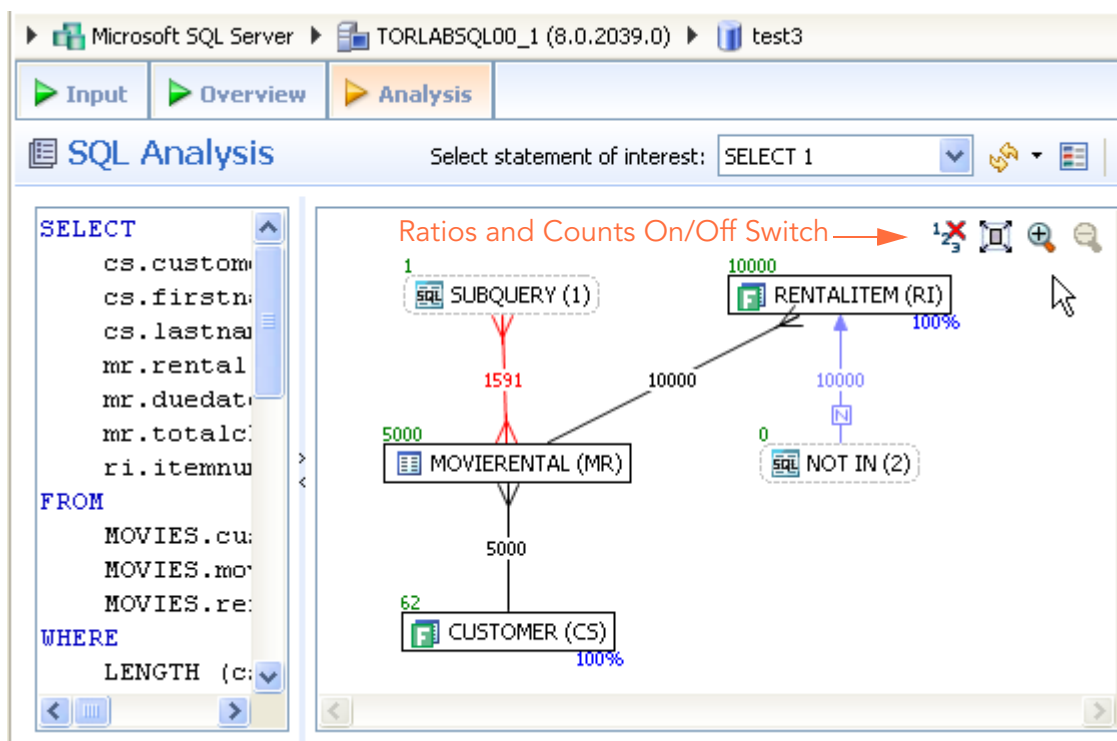 Microsoft SQL Server TORLABSQL00_1 (8.0.2039.0) test3
Input Overview Analysis
SQL Analysis Select statement of interest: SELECT 1
SELECT
cs.custom
cs.firstna
cs.lastnam
mr.rental
mr.duedat
mr.totalc
ri.itemnu
FROM
MOVIES.cu
MOVIES.mo
MOVIES.re
WHERE
LENGTH (c
Ratios and Counts On/Off Switch
1
SUBQUERY (1)
10000
RENTALITEM (RI)
100%
1591
10000
10000
N
5000
MOVIERENTAL (MR)
0
NOT IN (2)
5000
62
CUSTOMER (CS)
100%